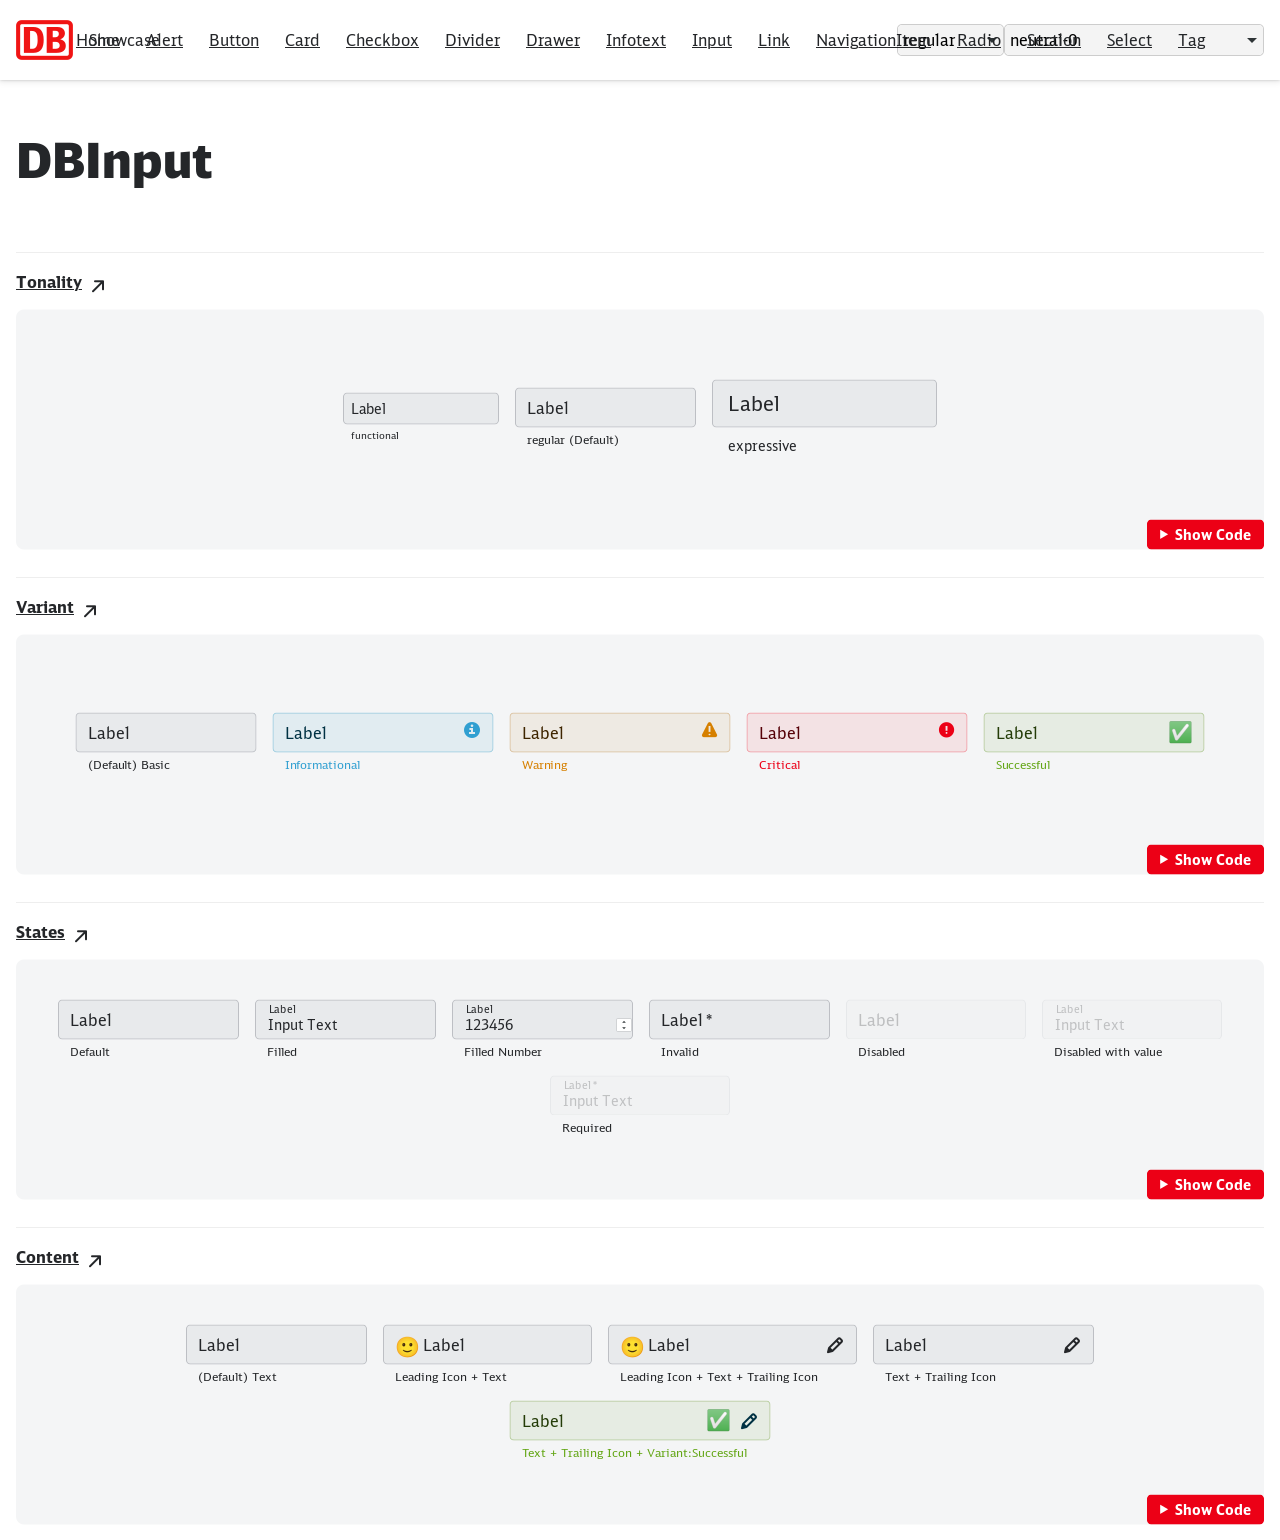 DB Home Showcase Alert Button Card Checkbox Divider Drawer Infotext Input Link NavigationItem regular Radio neutral-0 Section Select Tag
DBInput
Tonality
Label Label Label
functional regular (Default) expressive
Show Code
Variant
Label Label Label Label Label
(Default) Basic Informational Warning Critical Successful
Show Code
States
Label Label Label Label * Label Label
Input Text 123456 Input Text
Default Filled Filled Number Invalid Disabled Disabled with value
Label *
Input Text
Required
Show Code
Content
Label Label Label Label
(Default) Text Leading Icon + Text Leading Icon + Text + Trailing Icon Text + Trailing Icon
Label
Text + Trailing Icon + Variant:Successful
Show Code